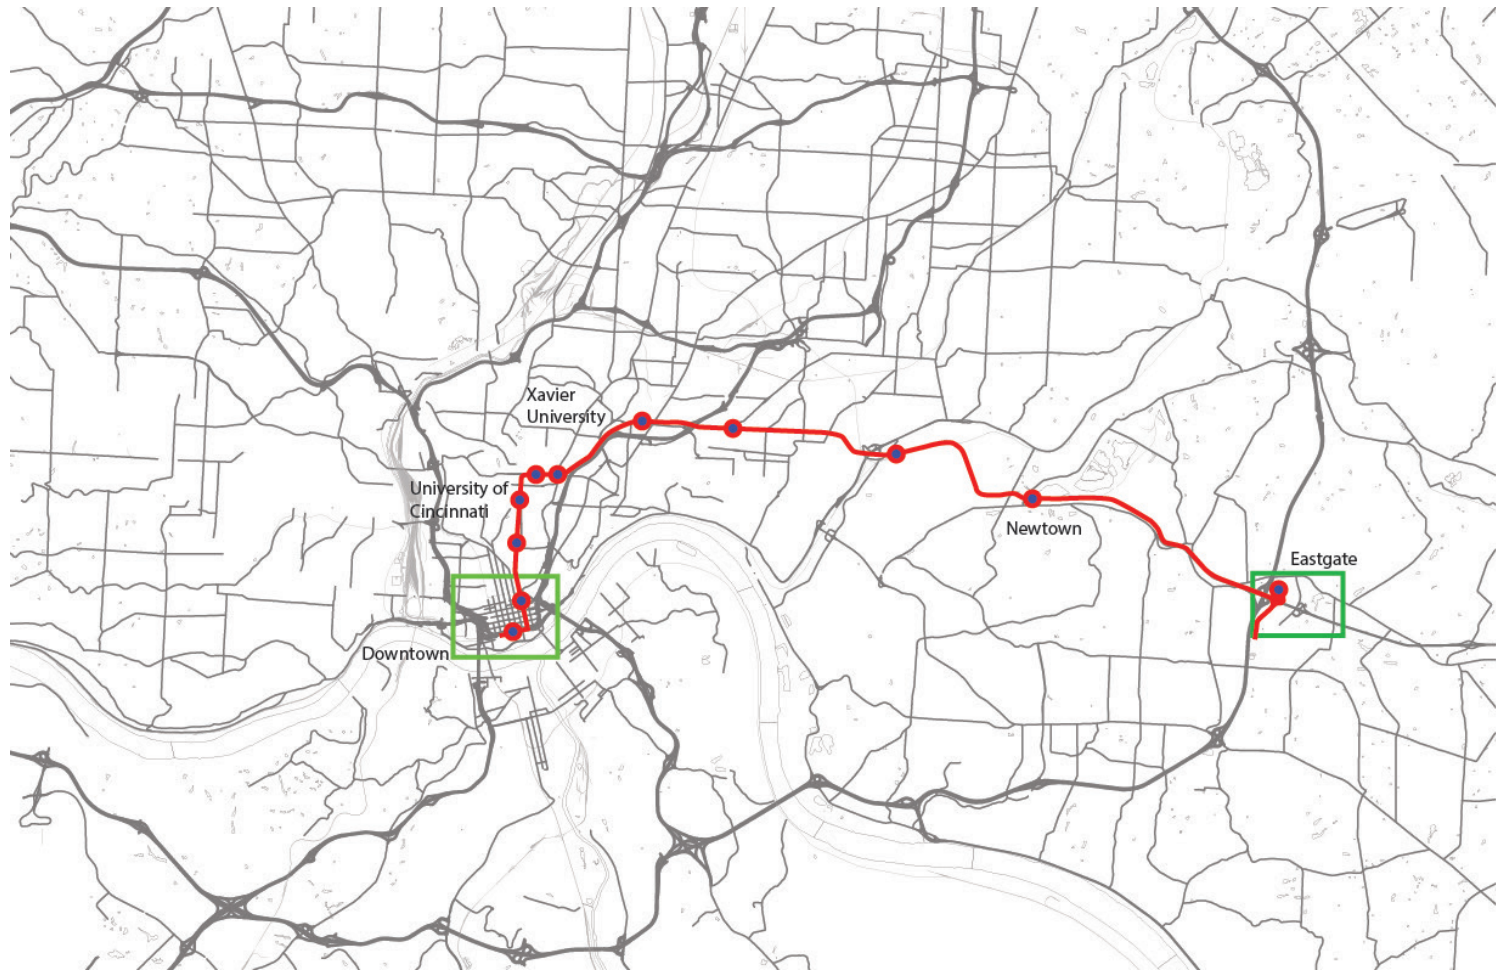 Xavier
University
University of
Cincinnati
Newtown
Eastgate
Downtown